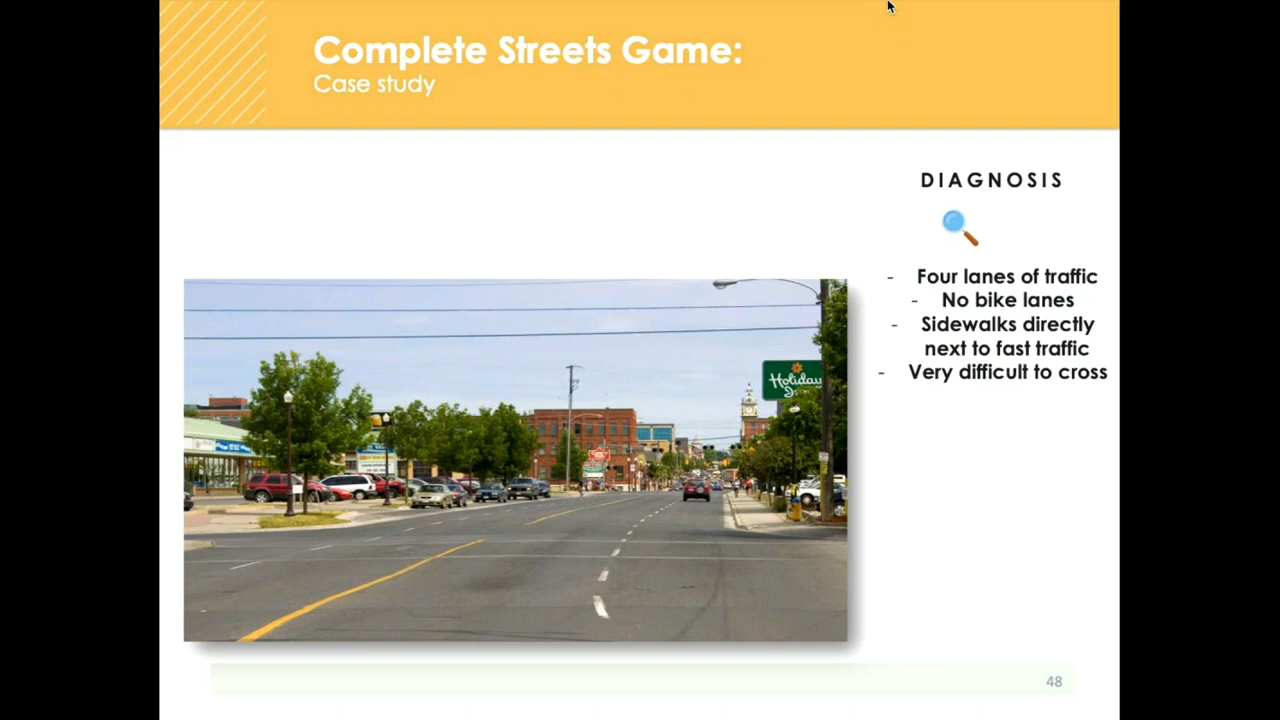 Complete Streets Game:
Case study
DIAGNOSIS
- Four lanes of traffic
- No bike lanes
- Sidewalks directly
next to fast traffic
- Very difficult to cross
Holiday
48